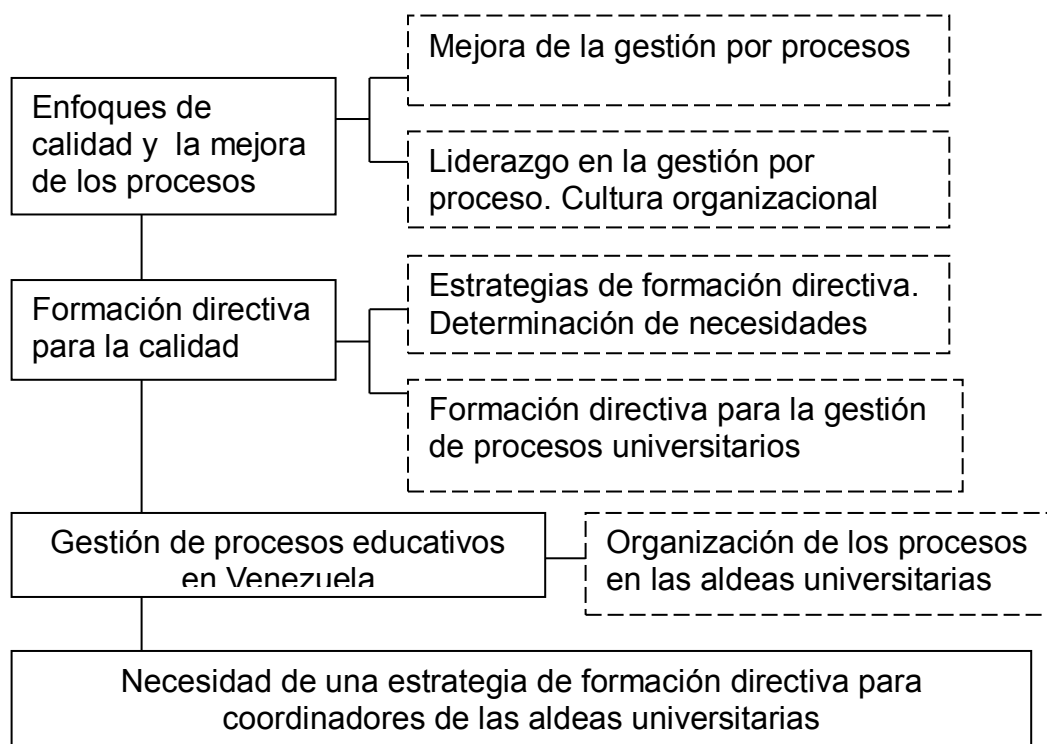 Mejora de la gestión por procesos
Enfoques de
calidad y la mejora
de los procesos
Liderazgo en la gestión por
proceso. Cultura organizacional
Formación directiva
para la calidad
Estrategias de formación directiva.
Determinación de necesidades
Formación directiva para la gestión
de procesos universitarios
Gestión de procesos educativos
en Venezuela
Organización de los procesos
en las aldeas universitarias
Necesidad de una estrategia de formación directiva para
coordinadores de las aldeas universitarias